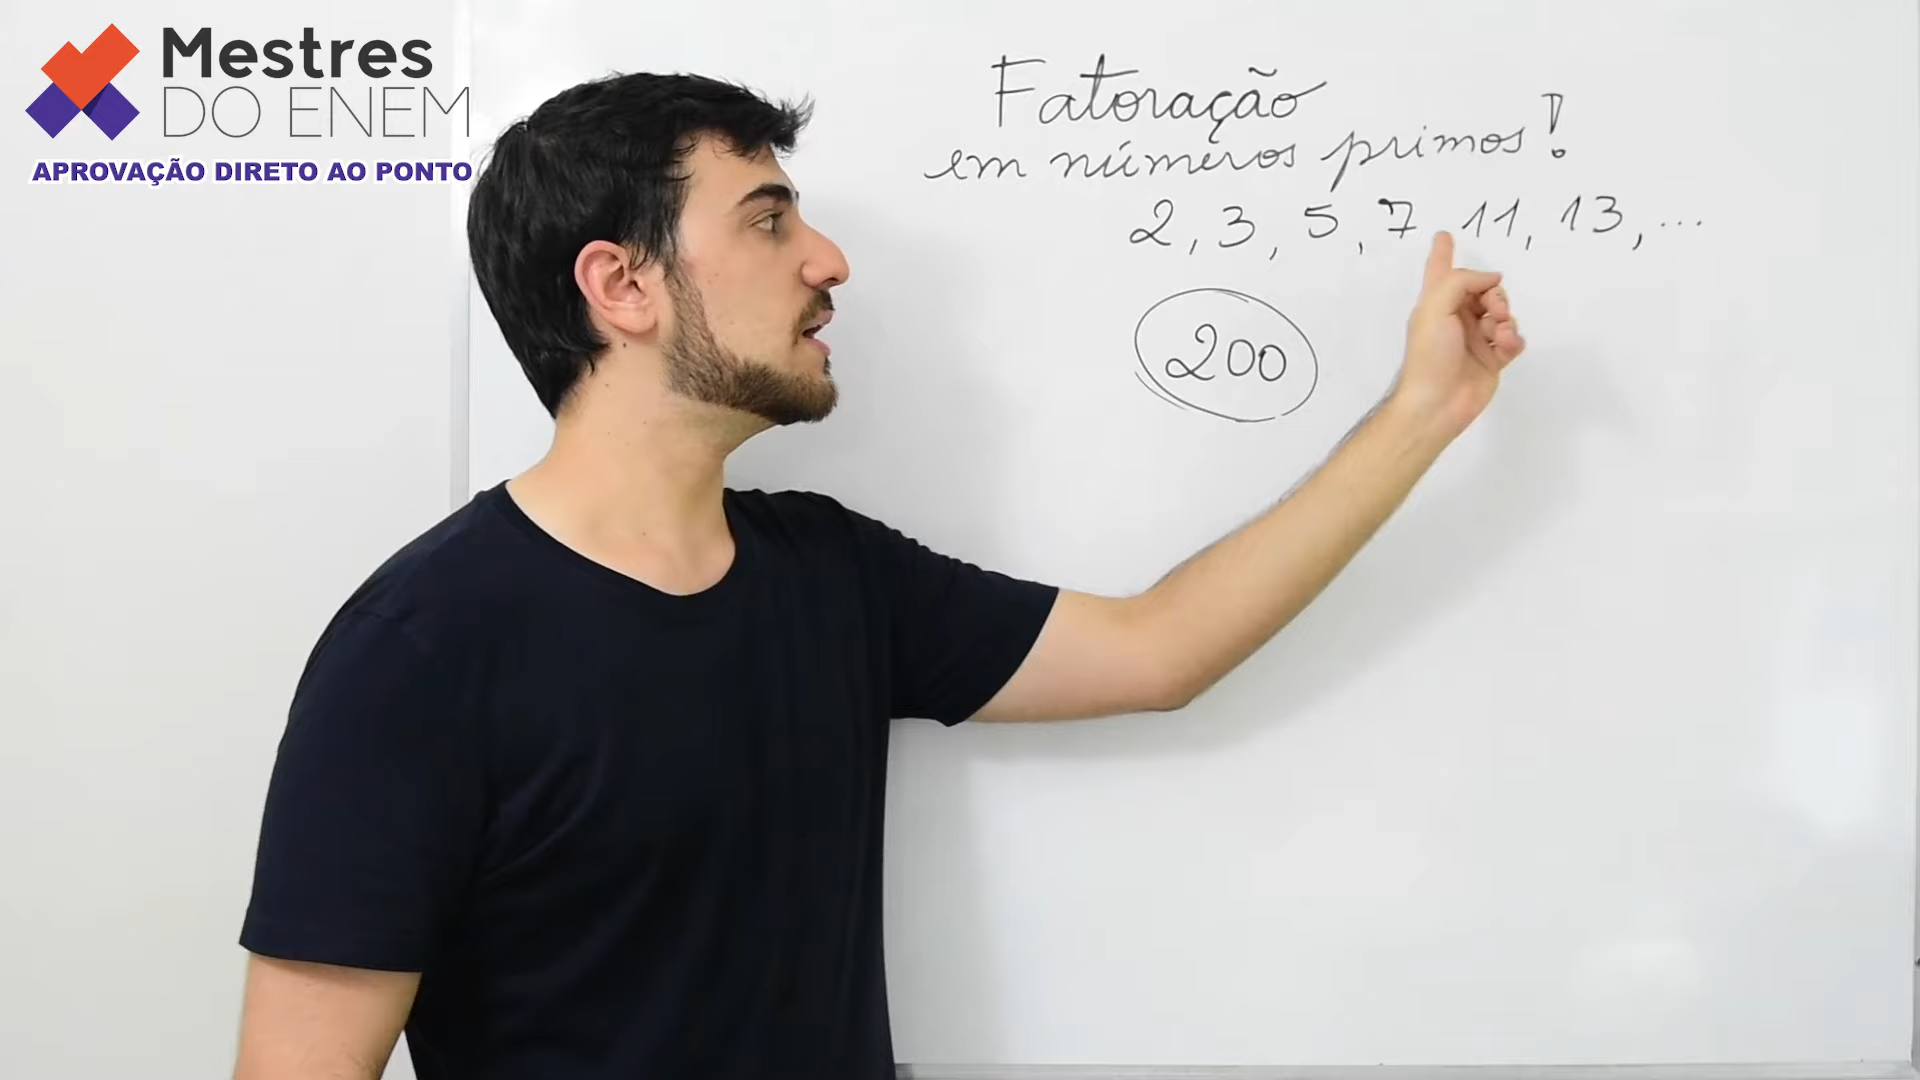 Mestres
DO ENEM
APROVAÇÃO DIRETO AO PONTO
Fatoração
em números primos!
2, 3, 5, 7, 11, 13, ...
200